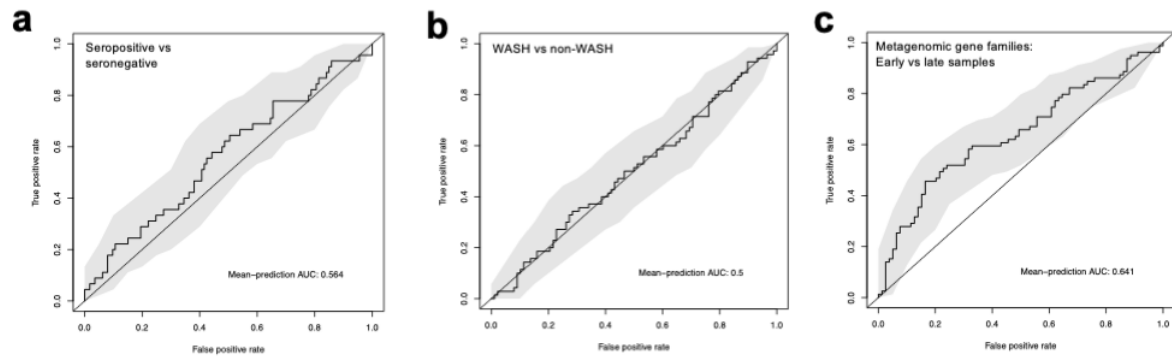 a
Seropositive vs
seronegative
1.0
0.8
0.6
0.4
0.2
0.0
True positive rate
Mean-prediction AUC: 0.564
0.0 0.2 0.4 0.6 0.8 1.0
False positive rate
b
WASH vs non-WASH
1.0
0.8
0.6
0.4
0.2
0.0
True positive rate
Mean-prediction AUC: 0.5
0.0 0.2 0.4 0.6 0.8 1.0
False positive rate
c
Metagenomic gene families:
Early vs late samples
1.0
0.8
0.6
0.4
0.2
0.0
True positive rate
Mean-prediction AUC: 0.641
0.0 0.2 0.4 0.6 0.8 1.0
False positive rate